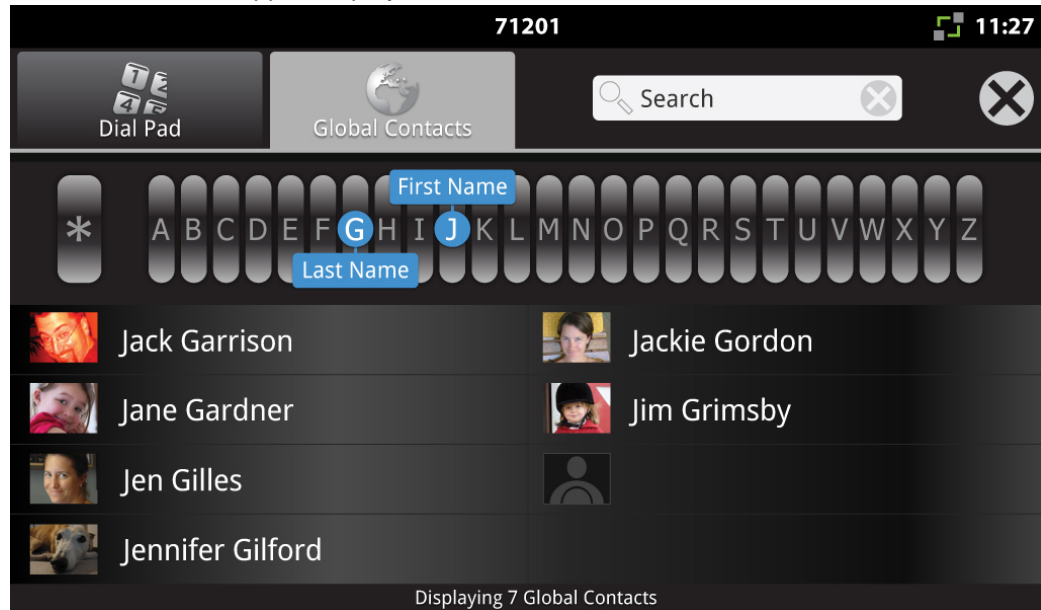 71201
11:27
Dial Pad
Global Contacts
Search
First Name
* A B C D E F G H I J K L M N O P Q R S T U V W X Y Z
Last Name
Jack Garrison
Jackie Gordon
Jane Gardner
Jim Grimsby
Jen Gilles
Jennifer Gilford
Displaying 7 Global Contacts